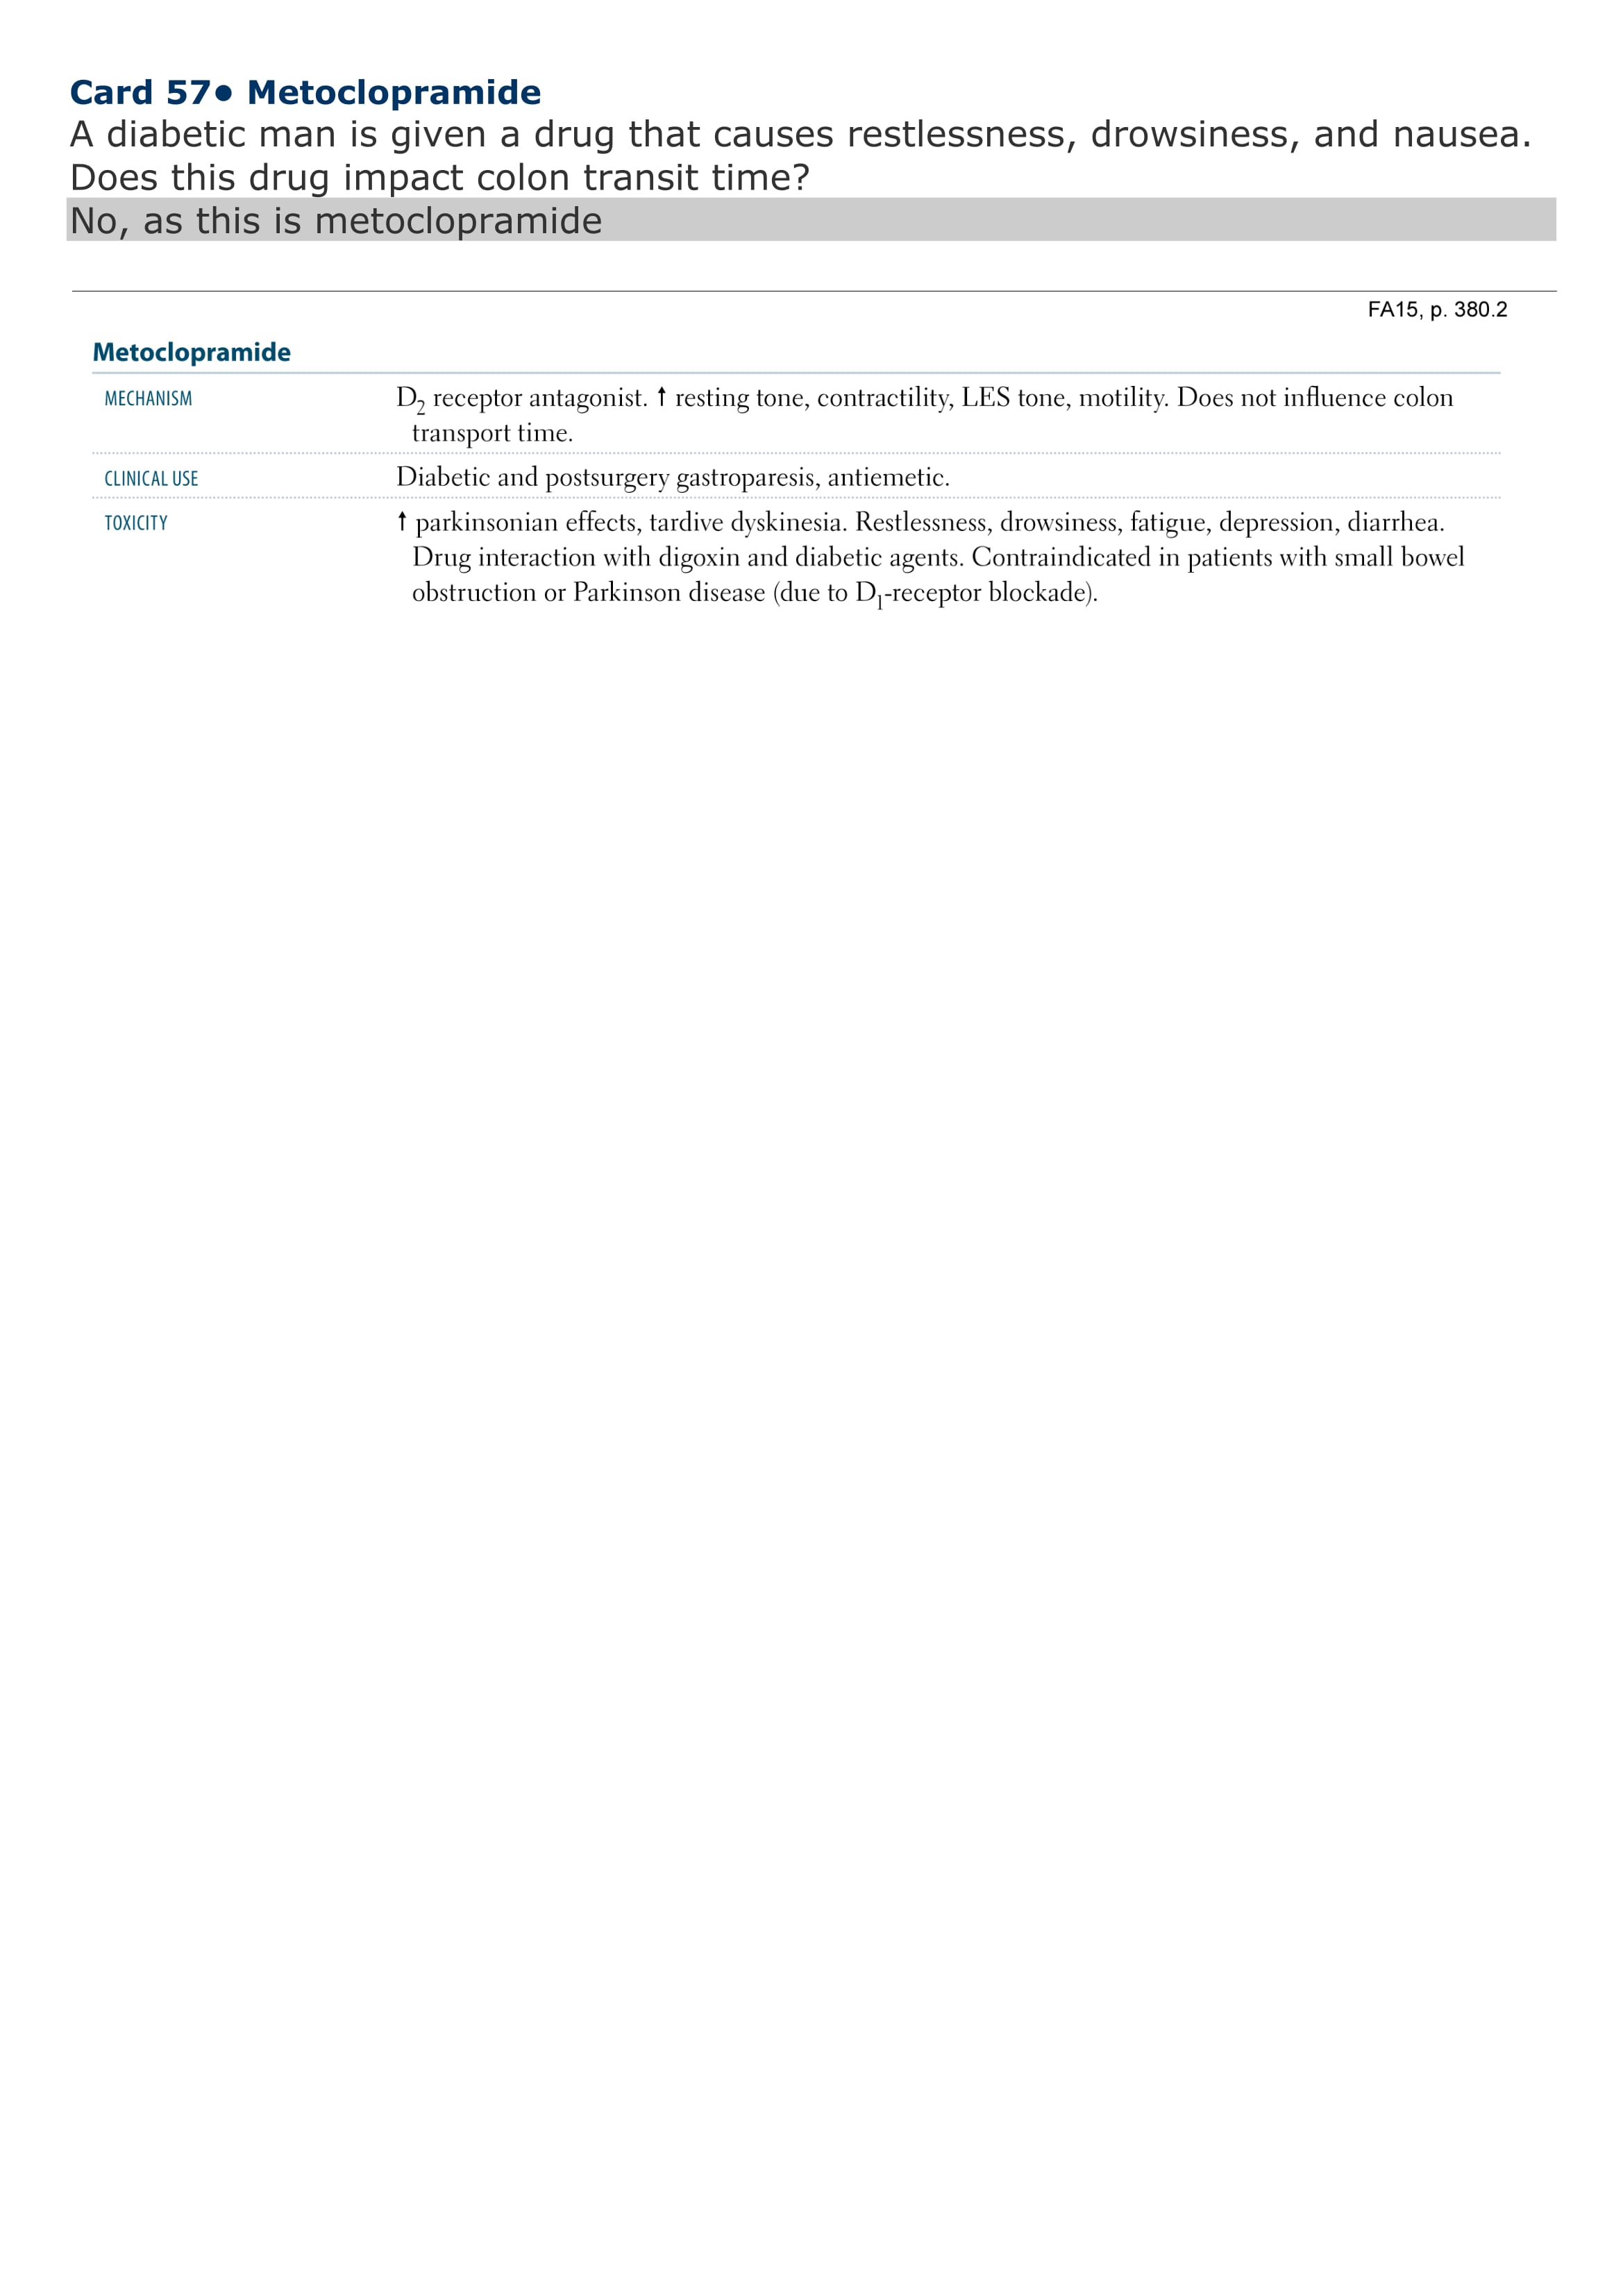 Card 57● Metoclopramide
A diabetic man is given a drug that causes restlessness, drowsiness, and nausea.
Does this drug impact colon transit time?
No, as this is metoclopramide
FA15, p. 380.2
Metoclopramide
MECHANISM D₂ receptor antagonist. ↑ resting tone, contractility, LES tone, motility. Does not influence colon
transport time.
CLINICAL USE Diabetic and postsurgery gastroparesis, antiemetic.
TOXICITY ↑ parkinsonian effects, tardive dyskinesia. Restlessness, drowsiness, fatigue, depression, diarrhea.
Drug interaction with digoxin and diabetic agents. Contraindicated in patients with small bowel
obstruction or Parkinson disease (due to D₁-receptor blockade).